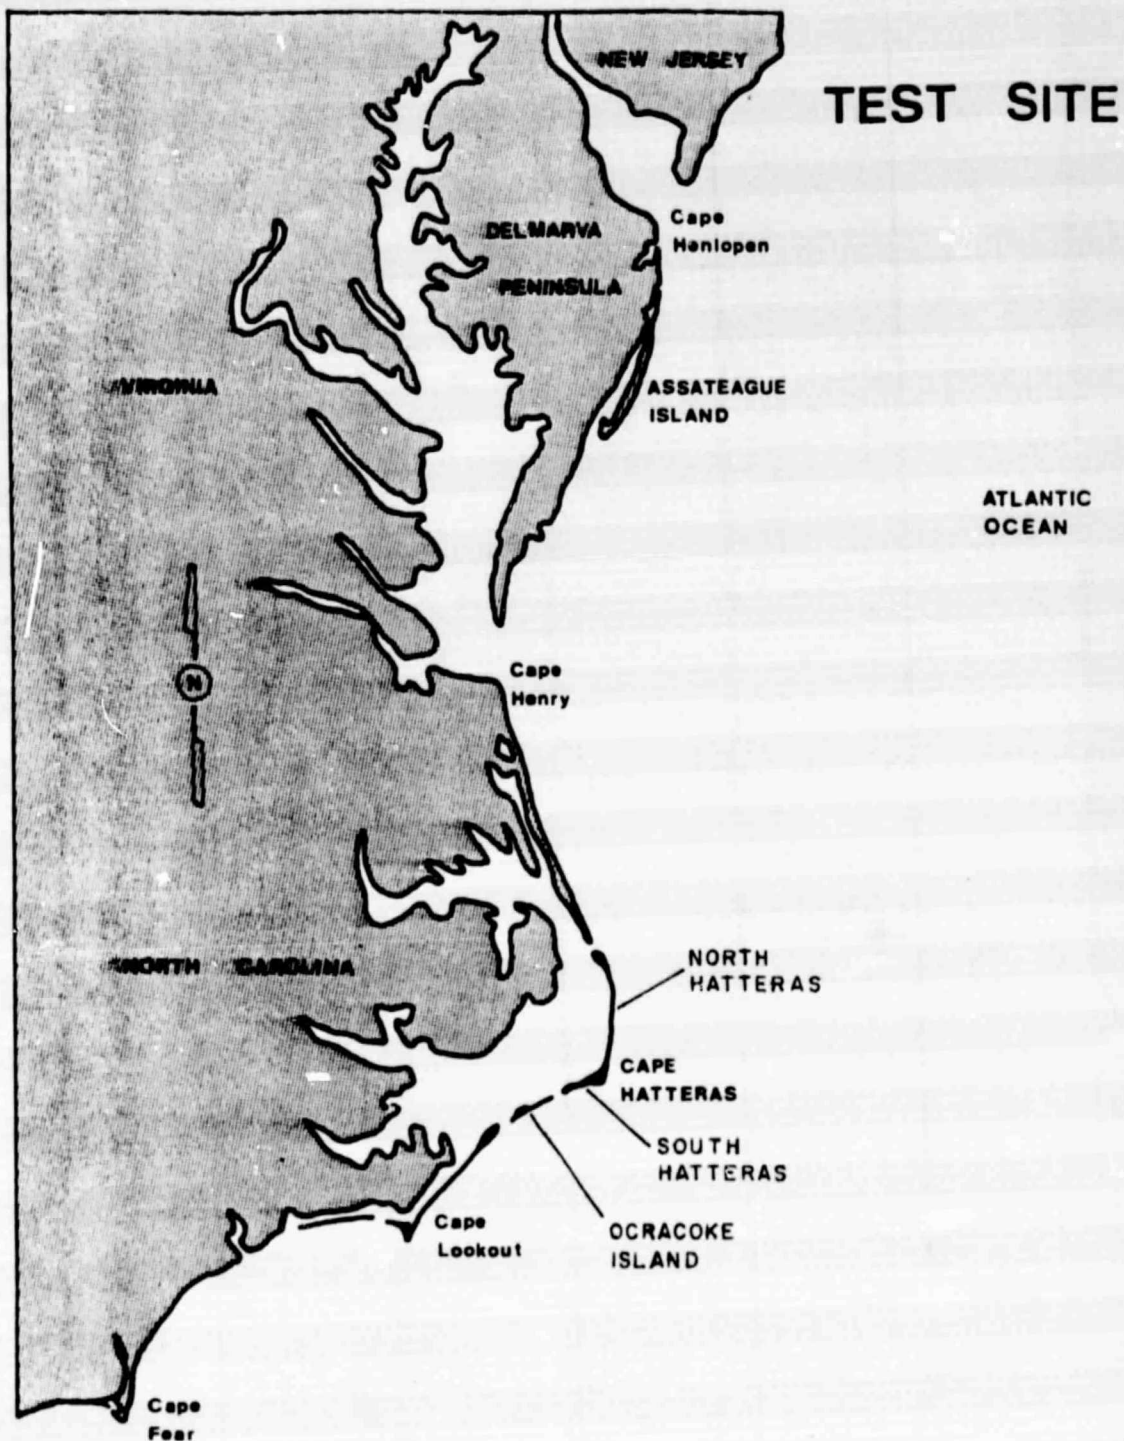 NEW JERSEY
TEST SITE
Cape
Henlopen
DELMARVA
PENINSULA
VIRGINIA
ASSATEAGUE
ISLAND
ATLANTIC
OCEAN
N
Cape
Henry
NORTH CAROLINA
NORTH
HATTERAS
CAPE
HATTERAS
SOUTH
HATTERAS
OCRACOKE
ISLAND
Cape
Lookout
Cape
Fear